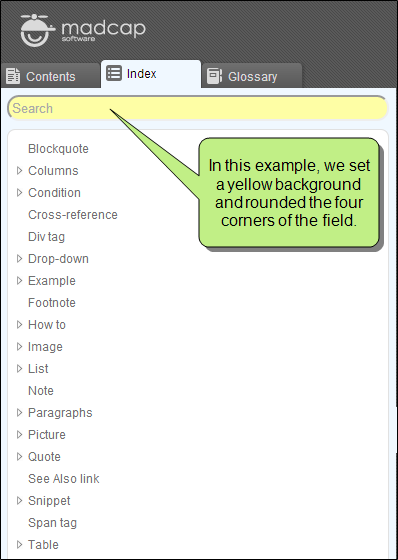 madcap
software
Contents
Index
Glossary
Search
In this example, we set
a yellow background
and rounded the four
corners of the field.
Blockquote
Columns
Condition
Cross-reference
Div tag
Drop-down
Example
Footnote
How to
Image
List
Note
Paragraphs
Picture
Quote
See Also link
Snippet
Span tag
Table